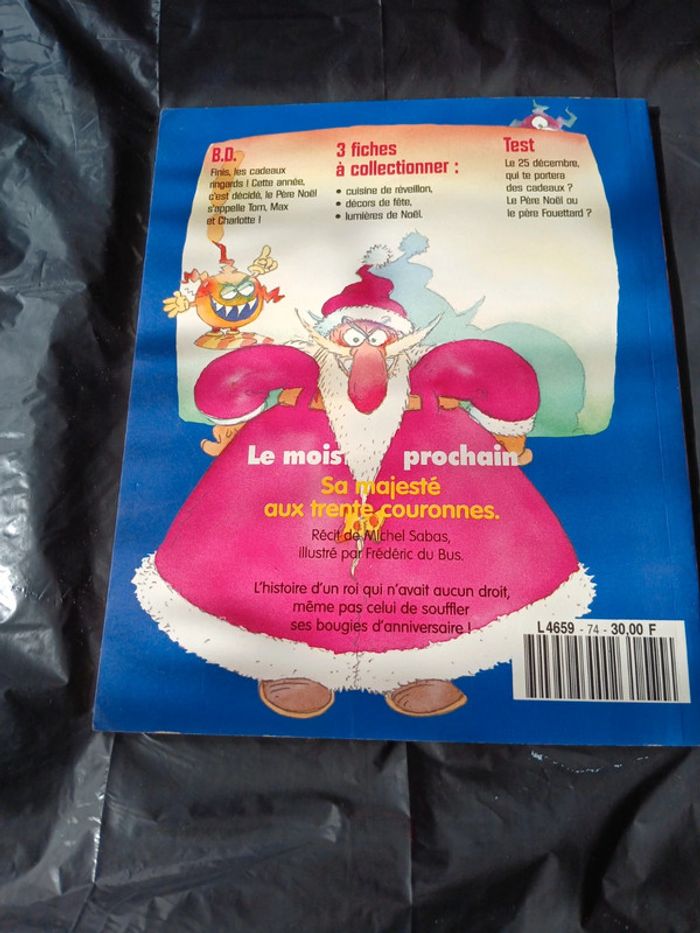 B.D.
Finis, les cadeaux
ringards ! Cette année,
c'est décidé, le Père Noël
s'appelle Tom, Max
et Charlotte !
3 fiches
à collectionner :
• cuisine de réveillon,
• décors de fête,
• lumières de Noël.
Test
Le 25 décembre,
qui te portera
des cadeaux ?
Le Père Noël ou
le père Fouettard ?
Le mois prochain
Sa majesté
aux trente couronnes.
Récit de Michel Sabas,
illustré par Frédéric du Bus.
L'histoire d'un roi qui n'avait aucun droit,
même pas celui de souffler
ses bougies d'anniversaire !
L4659 - 74 - 30,00 F